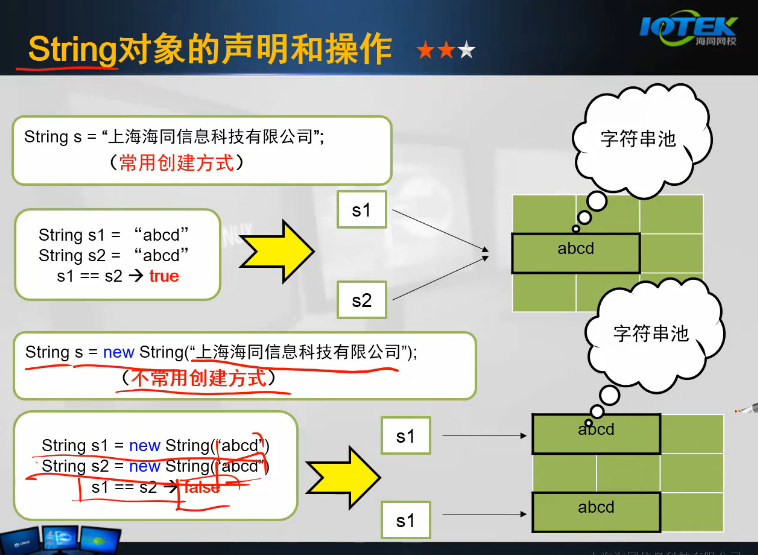 String对象的声明和操作
IOTEK
海同网校
String s = “上海海同信息科技有限公司”;
（常用创建方式）
字符串池
String s1 = “abcd”
String s2 = “abcd”
s1 == s2 → true
s1
s2
abcd
String s = new String(“上海海同信息科技有限公司”);
（不常用创建方式）
字符串池
String s1 = new String(“abcd”)
String s2 = new String(“abcd”)
s1 == s2 → false
s1
s1
abcd
abcd